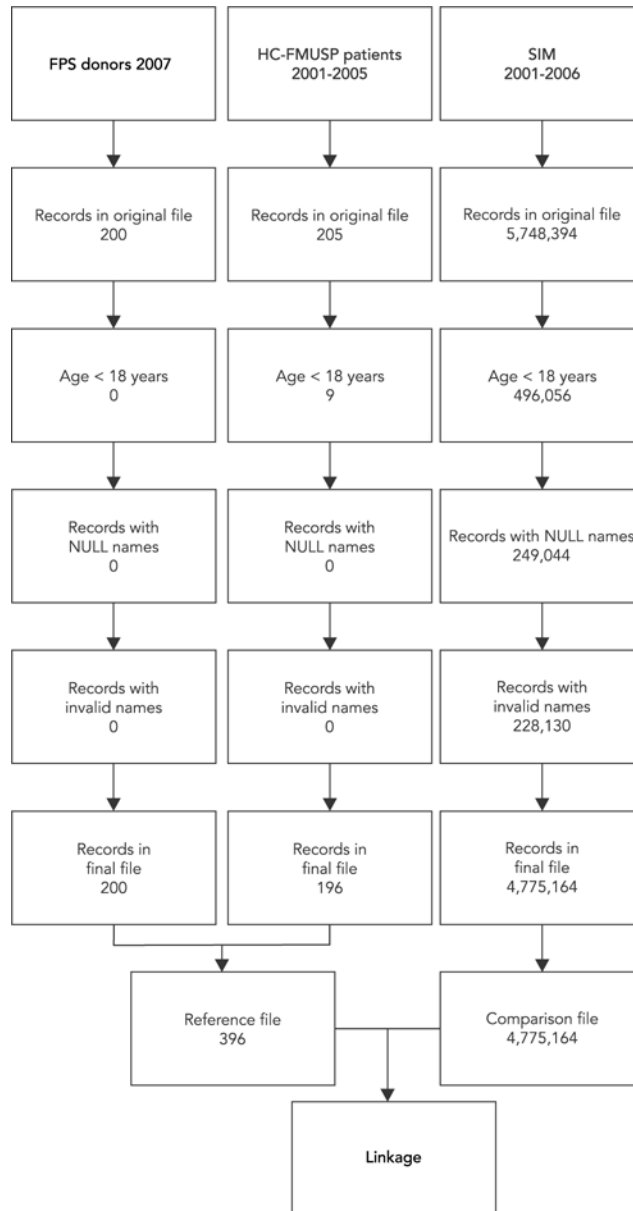 FPS donors 2007
HC-FMUSP patients
2001-2005
SIM
2001-2006
Records in original file
200
Records in original file
205
Records in original file
5,748,394
Age < 18 years
0
Age < 18 years
9
Age < 18 years
496,056
Records with
NULL names
0
Records with
NULL names
0
Records with NULL names
249,044
Records with
invalid names
0
Records with
invalid names
0
Records with
invalid names
228,130
Records in
final file
200
Records in
final file
196
Records in
final file
4,775,164
Reference file
396
Comparison file
4,775,164
Linkage